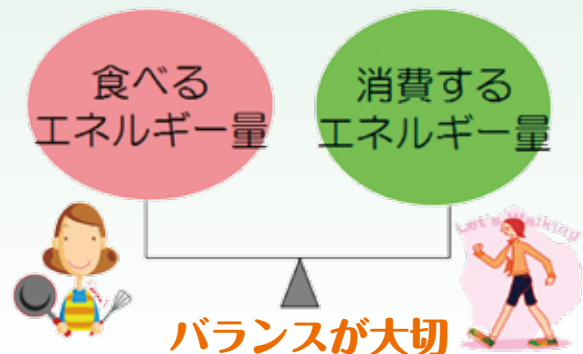 食べる
エネルギー量
消費する
エネルギー量
Let's Walking
バランスが大切